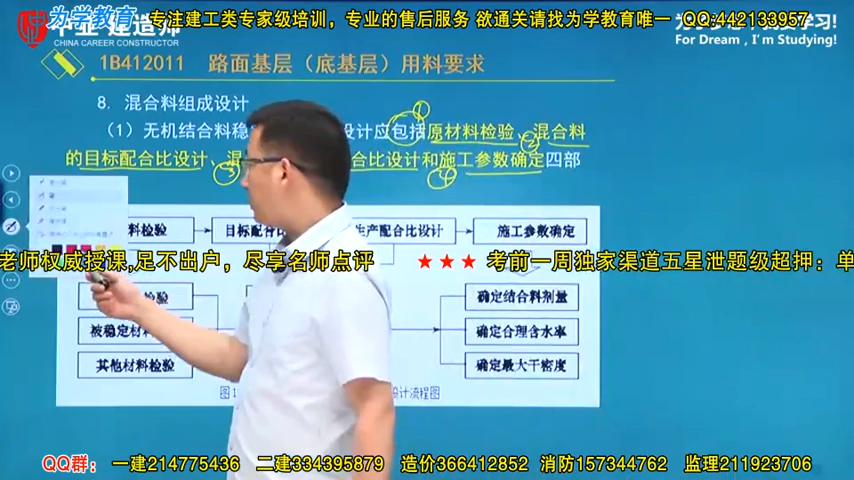 为学教育 专注建工类专家级培训，专业的售后服务 欲通关请找为学教育唯一 QQ:442133957
CHINA CAREER CONSTRUCTOR
For Dream, I'm Studying!
1B412011 路面基层（底基层）用料要求
8. 混合料组成设计
（1）无机结合料稳 设计应包括原材料检验、混合料
的目标配合比设计、混 合比设计和施工参数确定四部
料检验 目标配合 生产配合比设计 施工参数确定
老师权威授课,足不出户，尽享名师点评 ★★★ 考前一周独家渠道五星泄题级超押：单
检验 确定结合料剂量
被稳定材 确定合理含水率
其他材料检验 确定最大干密度
图1 设计流程图
QQ群： 一建214775436 二建334395879 造价366412852 消防157344762 监理211923706